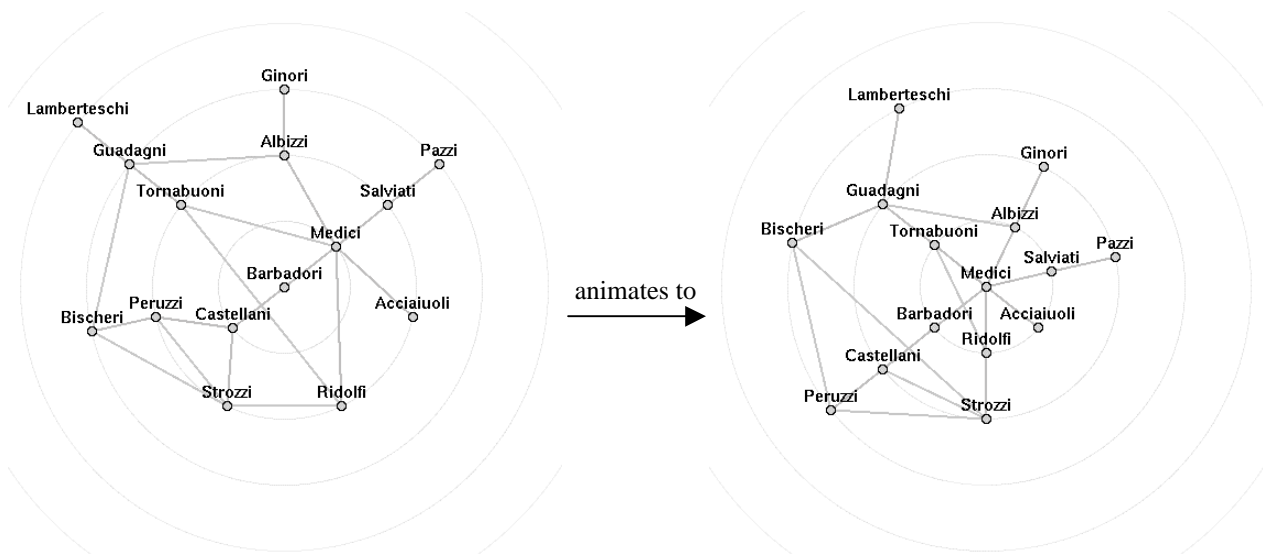 Ginori
Lamberteschi
Guadagni
Albizzi
Pazzi
Tornabuoni
Salviati
Medici
Barbadori
Bischeri
Peruzzi
Castellani
Acciaiuoli
Strozzi
Ridolfi
animates to
Lamberteschi
Ginori
Guadagni
Albizzi
Bischeri
Tornabuoni
Pazzi
Salviati
Medici
Barbadori
Acciaiuoli
Ridolfi
Castellani
Peruzzi
Strozzi